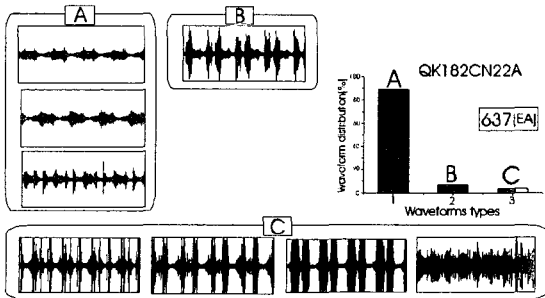 A
B
QK182CN22A
637[EA]
Waveform distribution[%]
100
80
60
40
20
0
A
B
C
1
2
3
Waveforms types
C